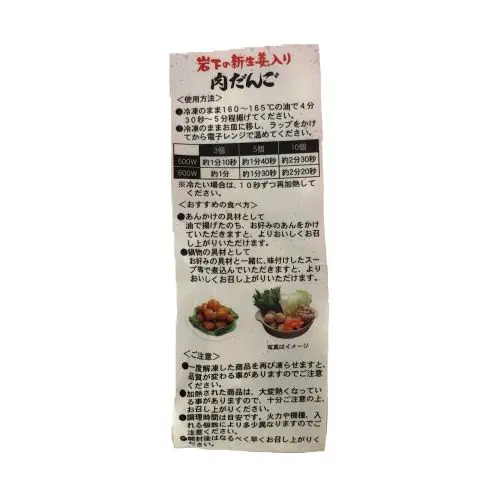 岩下の新生姜入り
肉だんご
＜使用方法＞
●冷凍のまま160～165℃の油で4分
30秒～5分程揚げてください。
●冷凍のままお皿に移し、ラップをかけ
てから電子レンジで温めてください。
3個 5個 10個
500W 約1分10秒 約1分40秒 約2分30秒
600W 約1分 約1分30秒 約2分20秒
※冷たい場合は、10秒ずつ再加熱して
ください。
＜おすすめの食べ方＞
●あんかけの具材として
油で揚げたのち、お好みのあんをかけ
ていただきますと、よりおいしくお召
し上がりいただけます。
●鍋物の具材として
お好みの具材と一緒に、味付けしたスー
プ等で煮込んでいただきますと、より
おいしくお召し上がりいただけます。
写真はイメージ
＜ご注意＞
●一度解凍した商品を再び凍らせますと、
品質が変わる事がありますのでご注意
ください。
●加熱された商品は、大変熱くなってい
る事がありますので、十分ご注意の上、
お召し上がりください。
●調理時間は目安です。火力や機種、入
れる個数により多少異なりますのでご
注意ください。
●開封後はなるべく早くお召し上がりく
ださい。